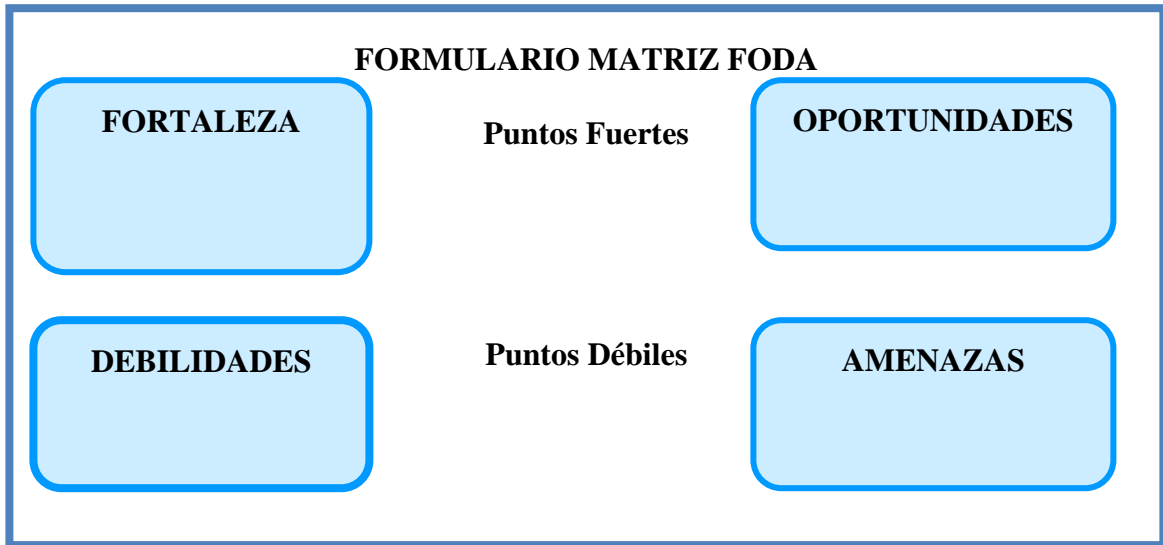 FORMULARIO MATRIZ FODA
FORTALEZA
Puntos Fuertes
OPORTUNIDADES
DEBILIDADES
Puntos Débiles
AMENAZAS